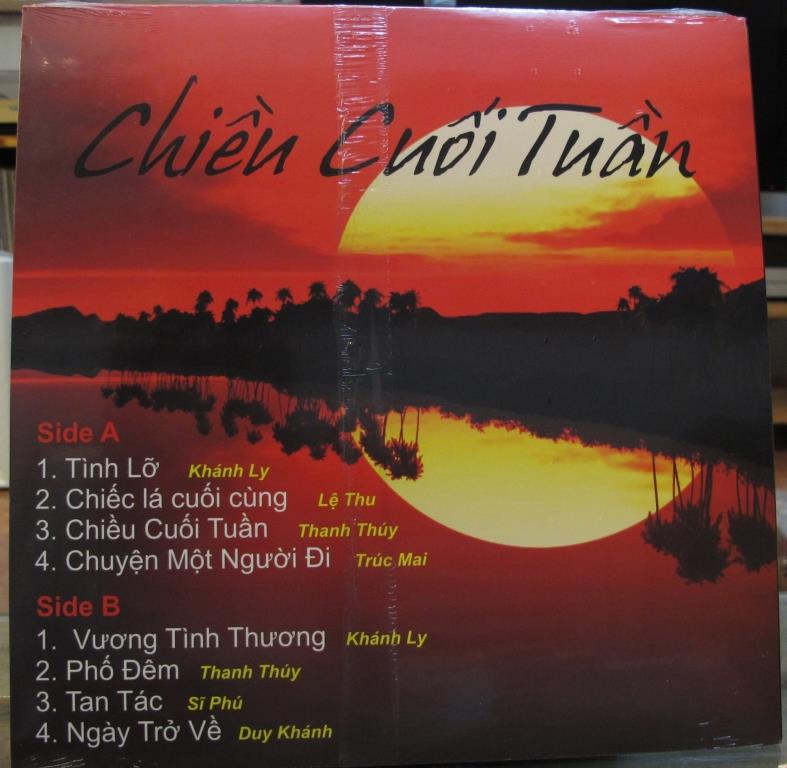 Chiều Cuối Tuần
Side A
1. Tình Lỡ Khánh Ly
2. Chiếc lá cuối cùng Lệ Thu
3. Chiều Cuối Tuần Thanh Thúy
4. Chuyện Một Người Đi Trúc Mai
Side B
1. Vương Tình Thương Khánh Ly
2. Phố Đêm Thanh Thúy
3. Tan Tác Sĩ Phú
4. Ngày Trở Về Duy Khánh